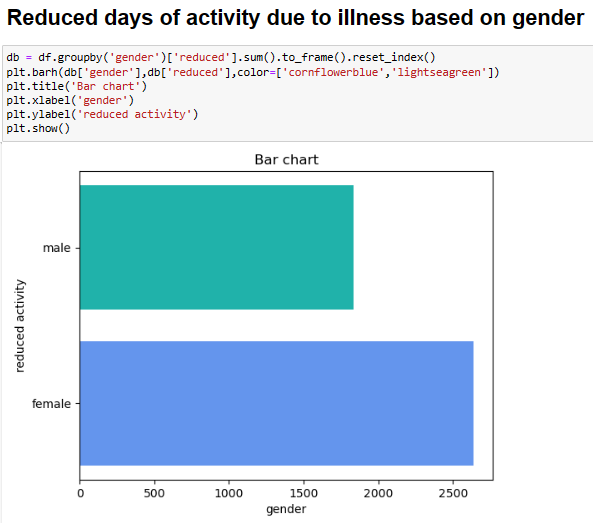 Reduced days of activity due to illness based on gender
db = df.groupby('gender')['reduced'].sum().to_frame().reset_index()
plt.barh(db['gender'],db['reduced'],color=['cornflowerblue','lightseagreen'])
plt.title('Bar chart')
plt.xlabel('gender')
plt.ylabel('reduced activity')
plt.show()
Bar chart
male
reduced activity
female
0 500 1000 1500 2000 2500
gender